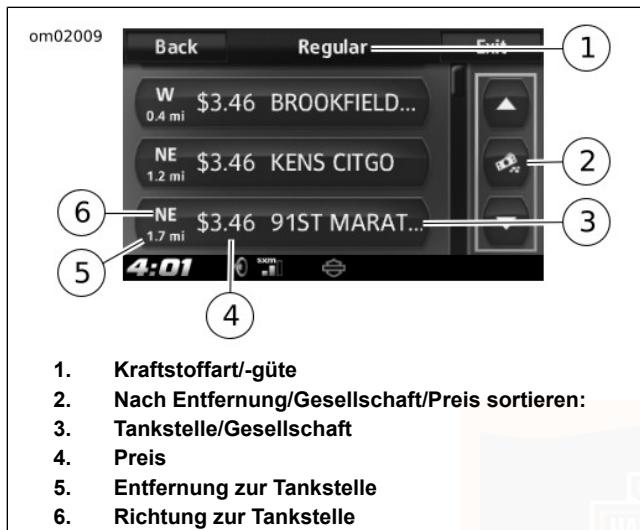 om02009
Back Regular Exit 1
W $3.46 BROOKFIELD...
0.4 mi
NE $3.46 KENS CITGO 2
1.2 mi
6 NE $3.46 91ST MARAT... 3
1.7 mi
5
4:01 sxm
4
1. Kraftstoffart/-güte
2. Nach Entfernung/Gesellschaft/Preis sortieren:
3. Tankstelle/Gesellschaft
4. Preis
5. Entfernung zur Tankstelle
6. Richtung zur Tankstelle